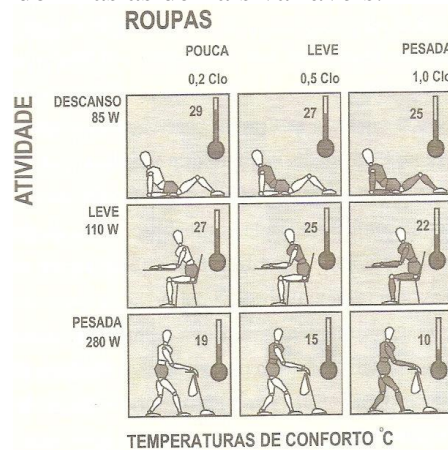 ROUPAS
POUCA LEVE PESADA
0,2 Clo 0,5 Clo 1,0 Clo
ATIVIDADE
DESCANSO
85 W
29 27 25
LEVE
110 W
27 25 22
PESADA
280 W
19 15 10
TEMPERATURAS DE CONFORTO °C